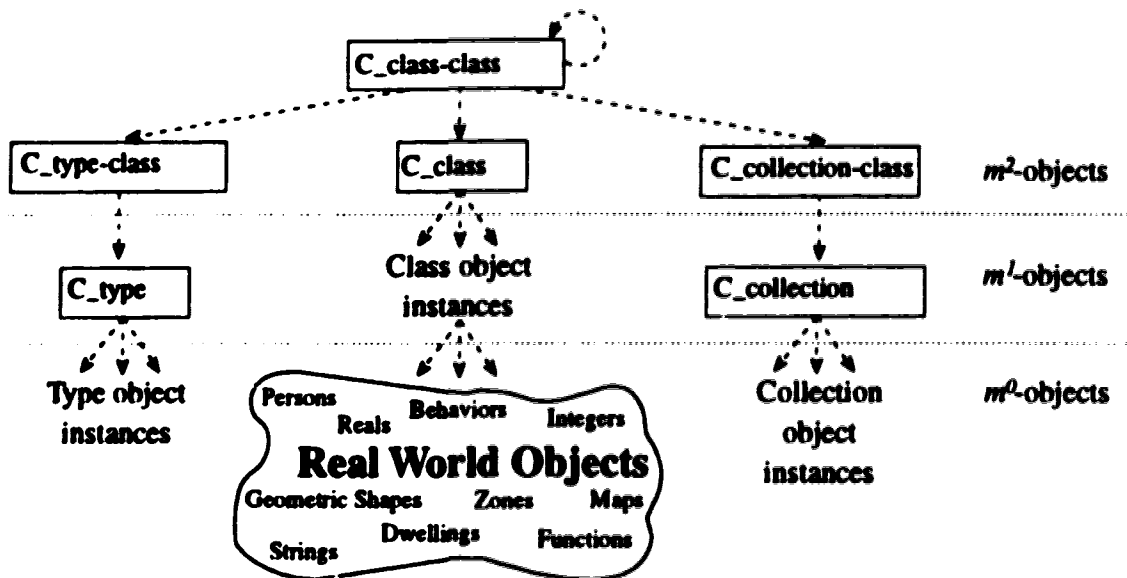 C_class-class
C_type-class
C_class
C_collection-class
m²-objects
C_type
Class object
instances
C_collection
m¹-objects
Type object
instances
Collection
object
instances
m⁰-objects
Persons
Reals
Behaviors
Integers
Real World Objects
Geometric Shapes
Zones
Maps
Strings
Dwellings
Functions